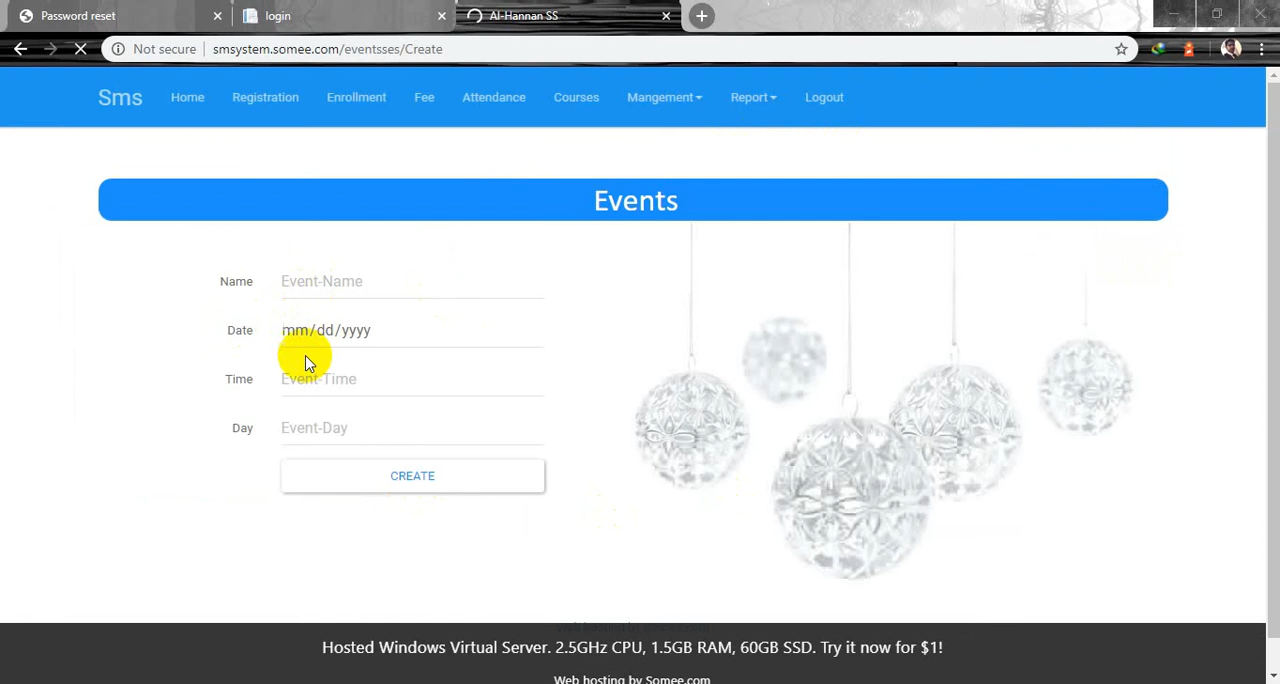 Password reset
login
Al-Hannan SS
Not secure
smsystem.somee.com/eventsses/Create
Sms
Home
Registration
Enrollment
Fee
Attendance
Courses
Mangement
Report
Logout
Events
Name
Event-Name
Date
mm/dd/yyyy
Time
Event-Time
Day
Event-Day
CREATE
Hosted Windows Virtual Server. 2.5GHz CPU, 1.5GB RAM, 60GB SSD. Try it now for $1!
Web hosting by Somee.com